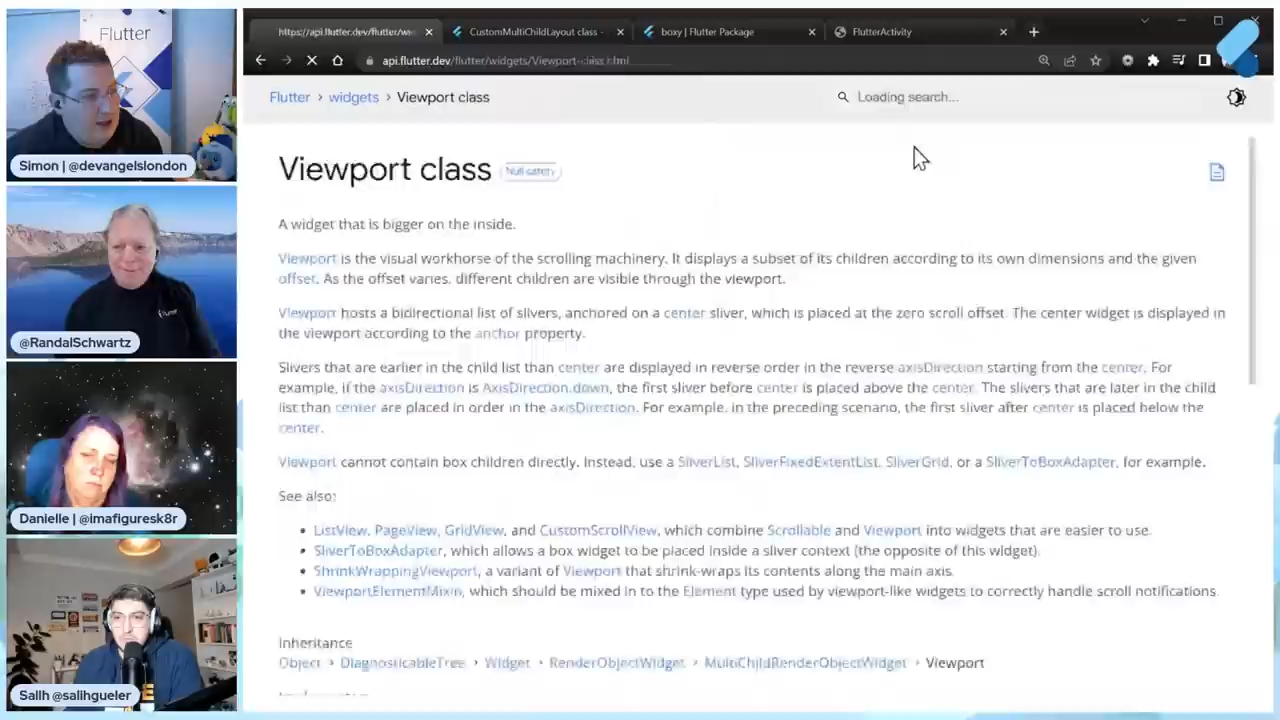 Flutter
Simon | @devangelslondon
@RandalSchwartz
Danielle | @imafiguresk8r
Salih @salihgueler
https://api.flutter.dev/flutter/w
CustomMultiChildLayout class -
boxy | Flutter Package
FlutterActivity
api.flutter.dev/flutter/widgets/Viewport-class.html
Flutter > widgets > Viewport class
Loading search...
Viewport class Null safety
A widget that is bigger on the inside.
Viewport is the visual workhorse of the scrolling machinery. It displays a subset of its children according to its own dimensions and the given
offset. As the offset varies, different children are visible through the viewport.
Viewport hosts a bidirectional list of slivers, anchored on a center sliver, which is placed at the zero scroll offset. The center widget is displayed in
the viewport according to the anchor property.
Slivers that are earlier in the child list than center are displayed in reverse order in the reverse axisDirection starting from the center. For
example, if the axisDirection is AxisDirection.down, the first sliver before center is placed above the center. The slivers that are later in the child
list than center are placed in order in the axisDirection. For example, in the preceding scenario, the first sliver after center is placed below the
center.
Viewport cannot contain box children directly. Instead, use a SliverList, SliverFixedExtentList, SliverGrid, or a SliverToBoxAdapter, for example.
See also:
ListView, PageView, GridView, and CustomScrollView, which combine Scrollable and Viewport into widgets that are easier to use.
SliverToBoxAdapter, which allows a box widget to be placed inside a sliver context (the opposite of this widget).
ShrinkWrappingViewport, a variant of Viewport that shrink-wraps its contents along the main axis.
ViewportElementMixin, which should be mixed in to the Element type used by viewport-like widgets to correctly handle scroll notifications.
Inheritance
Object > DiagnosticableTree > Widget > RenderObjectWidget > MultiChildRenderObjectWidget > Viewport